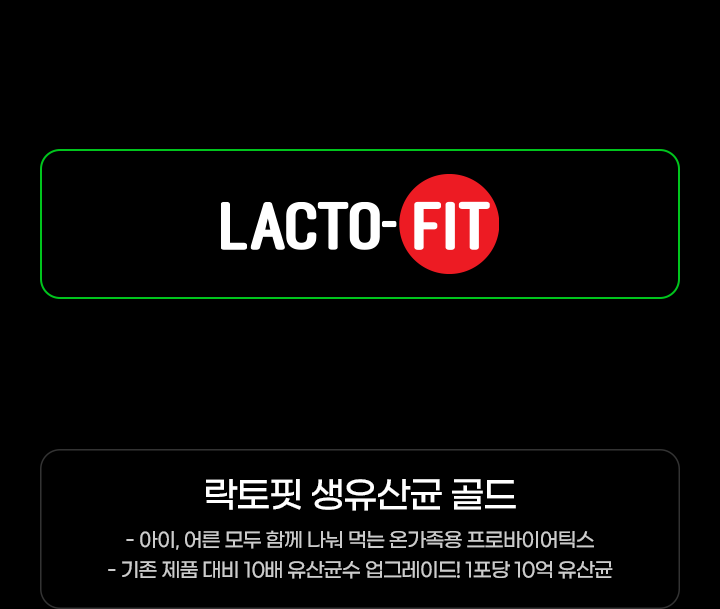 LACTO-FIT
락토핏 생유산균 골드
- 아이, 어른 모두 함께 나눠 먹는 온가족용 프로바이어틱스
- 기존 제품 대비 10배 유산균수 업그레이드! 1포당 10억 유산균